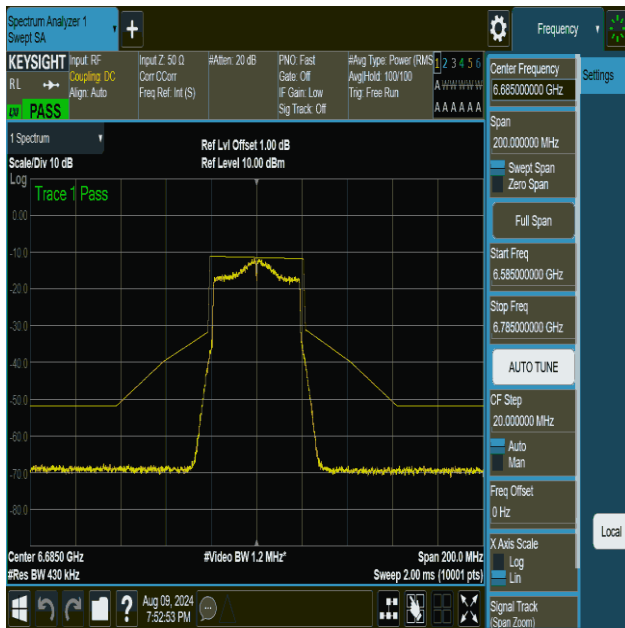 Spectrum Analyzer 1
Swept SA
Frequency
KEYSIGHT
RL
PASS
Input: RF
Coupling: DC
Align: Auto
Input Z: 50 Ω
Corr CCorr
Freq Ref: Int (S)
#Atten: 20 dB
PNO: Fast
Gate: Off
IF Gain: Low
Sig Track: Off
#Avg Type: Power (RMS
Avg|Hold: 100/100
Trig: Free Run
1 2 3 4 5 6
A W W W W W
A A A A A A
1 Spectrum
Scale/Div 10 dB
Ref Lvl Offset 1.00 dB
Ref Level 10.00 dBm
Log
Trace 1 Pass
0.00
-10.0
-20.0
-30.0
-40.0
-50.0
-60.0
-70.0
-80.0
Center 6.6850 GHz
#Res BW 430 kHz
#Video BW 1.2 MHz*
Span 200.0 MHz
Sweep 2.00 ms (10001 pts)
Aug 09, 2024
7:52:53 PM
?
Center Frequency
6.685000000 GHz
Settings
Span
200.000000 MHz
Swept Span
Zero Span
Full Span
Start Freq
6.585000000 GHz
Stop Freq
6.785000000 GHz
AUTO TUNE
CF Step
20.000000 MHz
Auto
Man
Freq Offset
0 Hz
X Axis Scale
Log
Lin
Local
Signal Track
(Span Zoom)